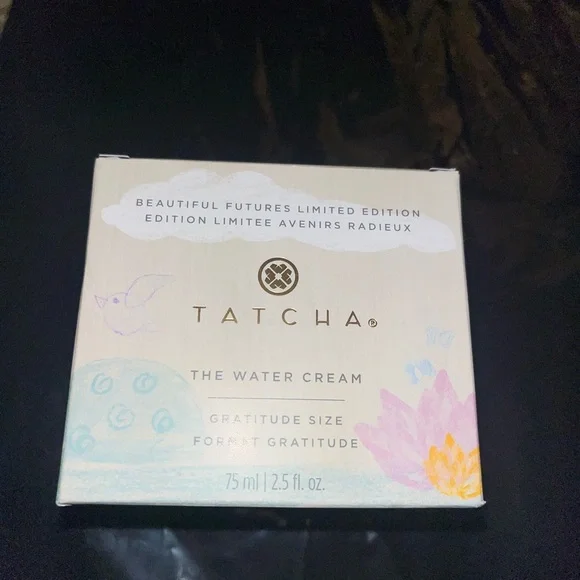 BEAUTIFUL FUTURES LIMITED EDITION
EDITION LIMITEE AVENIRS RADIEUX
TATCHA®
THE WATER CREAM
GRATITUDE SIZE
FORMAT GRATITUDE
75 ml | 2.5 fl. oz.